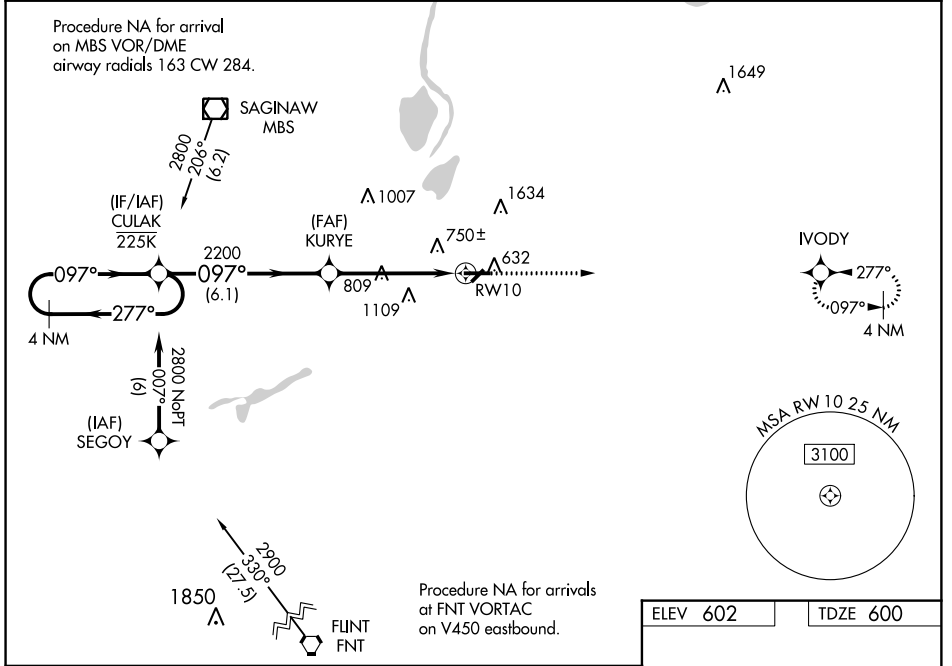 Procedure NA for arrival
on MBS VOR/DME
airway radials 163 CW 284.
1649
SAGINAW
MBS
2800
206°
(6.2)
(IF/IAF)
CULAK
225K
1007
1634
(FAF)
KURYE
750±
IVODY
2200
632
097°
097°
277°
(6.1)
809
RW10
1109
277°
097°
4 NM
4 NM
2800 NoPT
007°
(6)
(IAF)
SEGOY
MSA RW 10 25 NM
3100
2900
330°
(27.5)
1850
FLINT
FNT
Procedure NA for arrivals
at FNT VORTAC
on V450 eastbound.
ELEV 602
TDZE 600